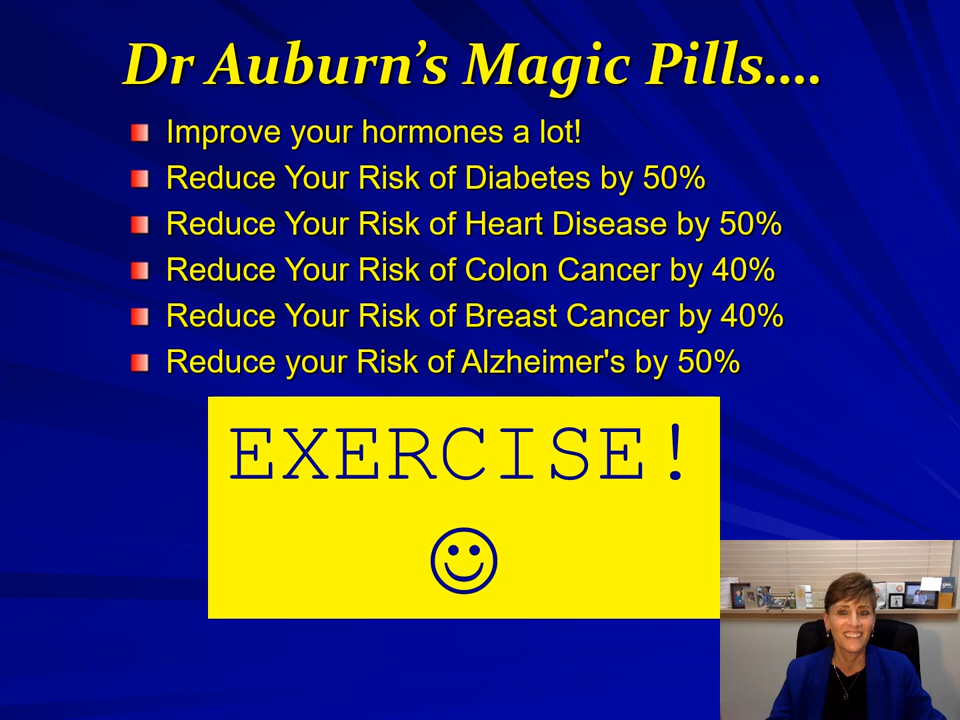 Dr Auburn’s Magic Pills….
Improve your hormones a lot!
Reduce Your Risk of Diabetes by 50%
Reduce Your Risk of Heart Disease by 50%
Reduce Your Risk of Colon Cancer by 40%
Reduce Your Risk of Breast Cancer by 40%
Reduce your Risk of Alzheimer's by 50%
EXERCISE!
☺